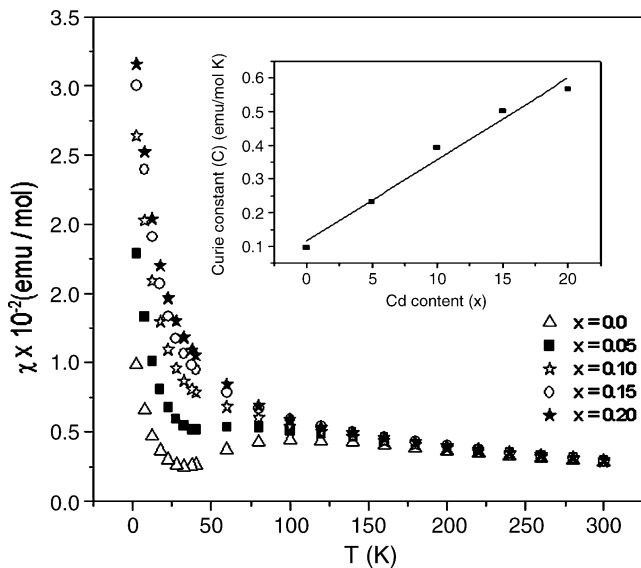 3.5
3.0
2.5
2.0
2.0
1.0
0.5
0.0
χ x 10-2(emu / mol)
0 50 100 150 200 250 300
T (K)
0.6
0.5
0.4
0.3
0.2
0.1
Curie constant (C) (emu/mol K)
0 5 10 15 20
Cd content (x)
x=0.0
x=0.05
x=0.10
x=0.15
x=0.20